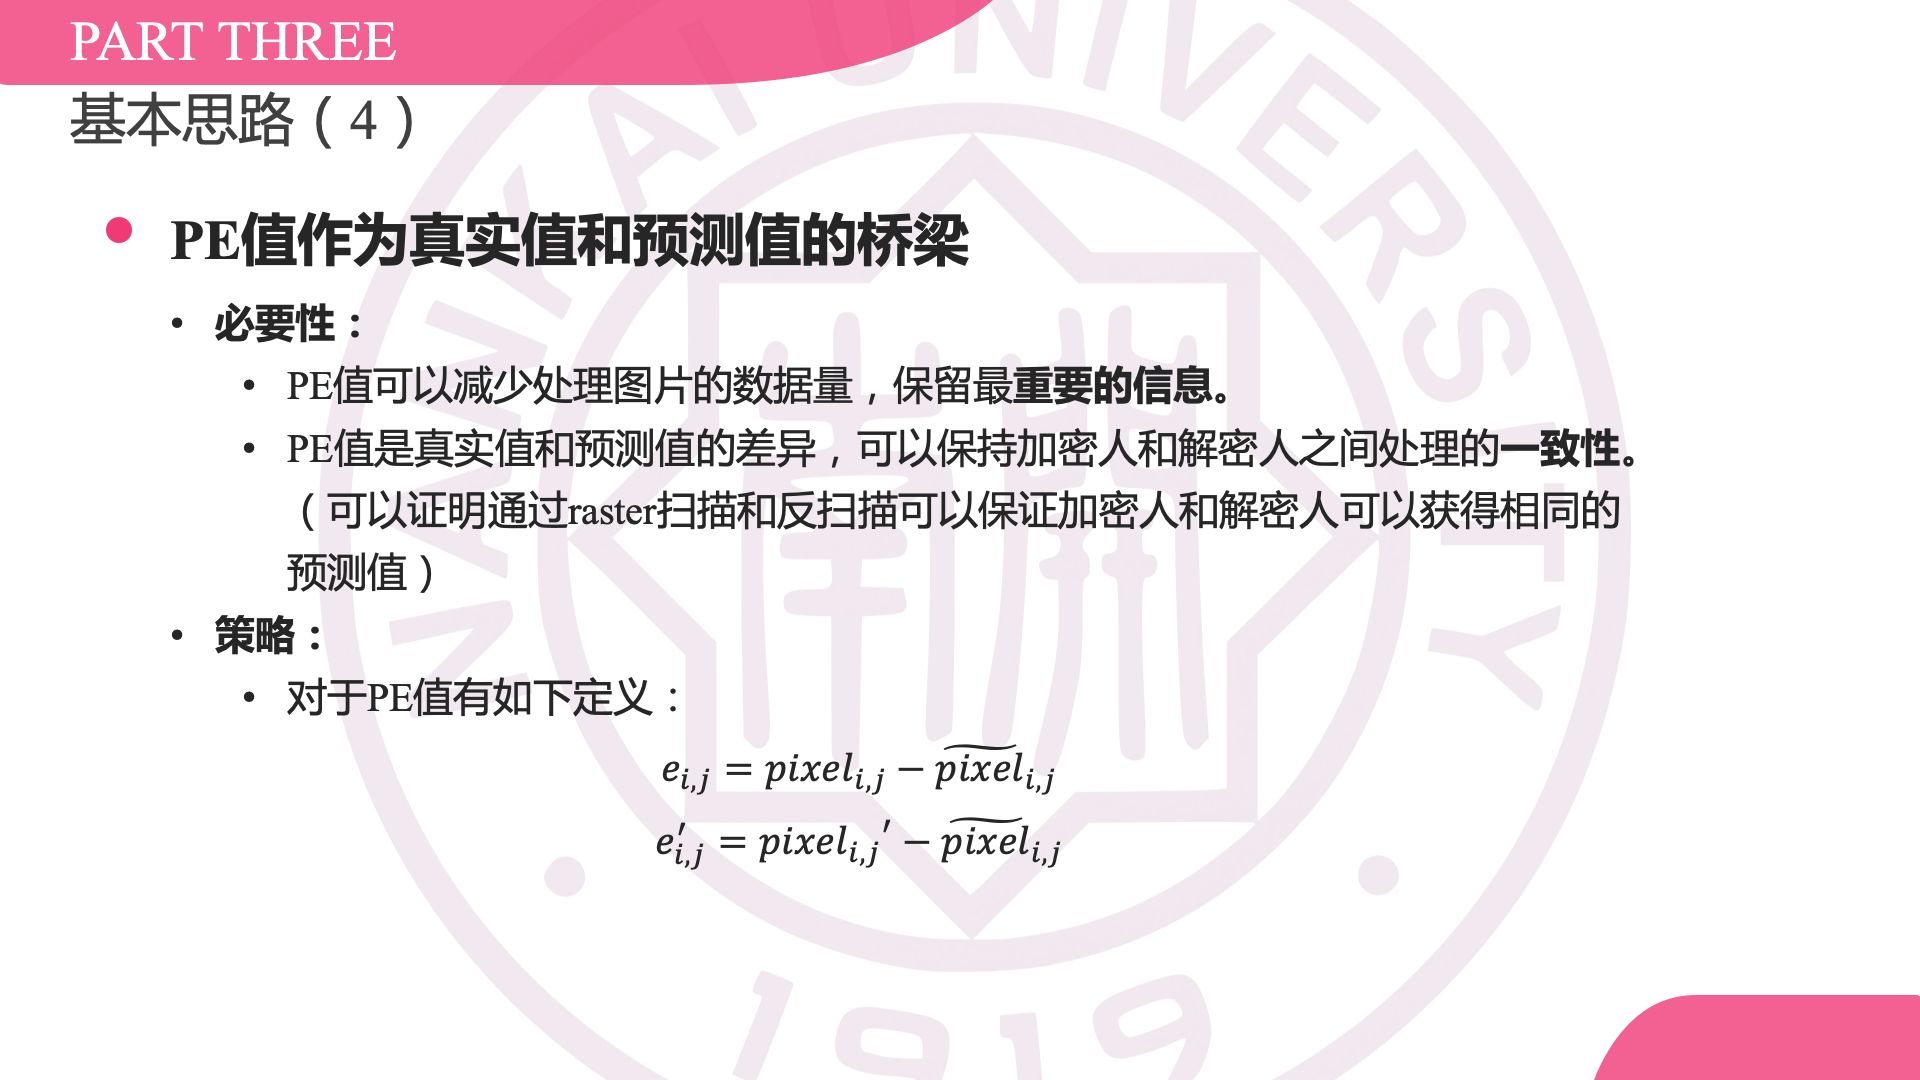 PART THREE
基本思路（4）
PE值作为真实值和预测值的桥梁
必要性：
PE值可以减少处理图片的数据量，保留最重要的信息。
PE值是真实值和预测值的差异，可以保持加密人和解密人之间处理的一致性。
（可以证明通过raster扫描和反扫描可以保证加密人和解密人可以获得相同的
预测值）
策略：
对于PE值有如下定义：
$e_{i,j} = pixel_{i,j} - \widetilde{pixel}_{i,j}$
$e'_{i,j} = pixel_{i,j}{}' - \widetilde{pixel}_{i,j}$
NANKAI UNIVERSITY
南開
1919